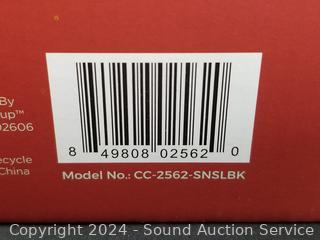 By
up™
02606
ecycle
China
8 49808 02562 0
Model No.: CC-2562-SNSLBK
Copyright 2024 - Sound Auction Service